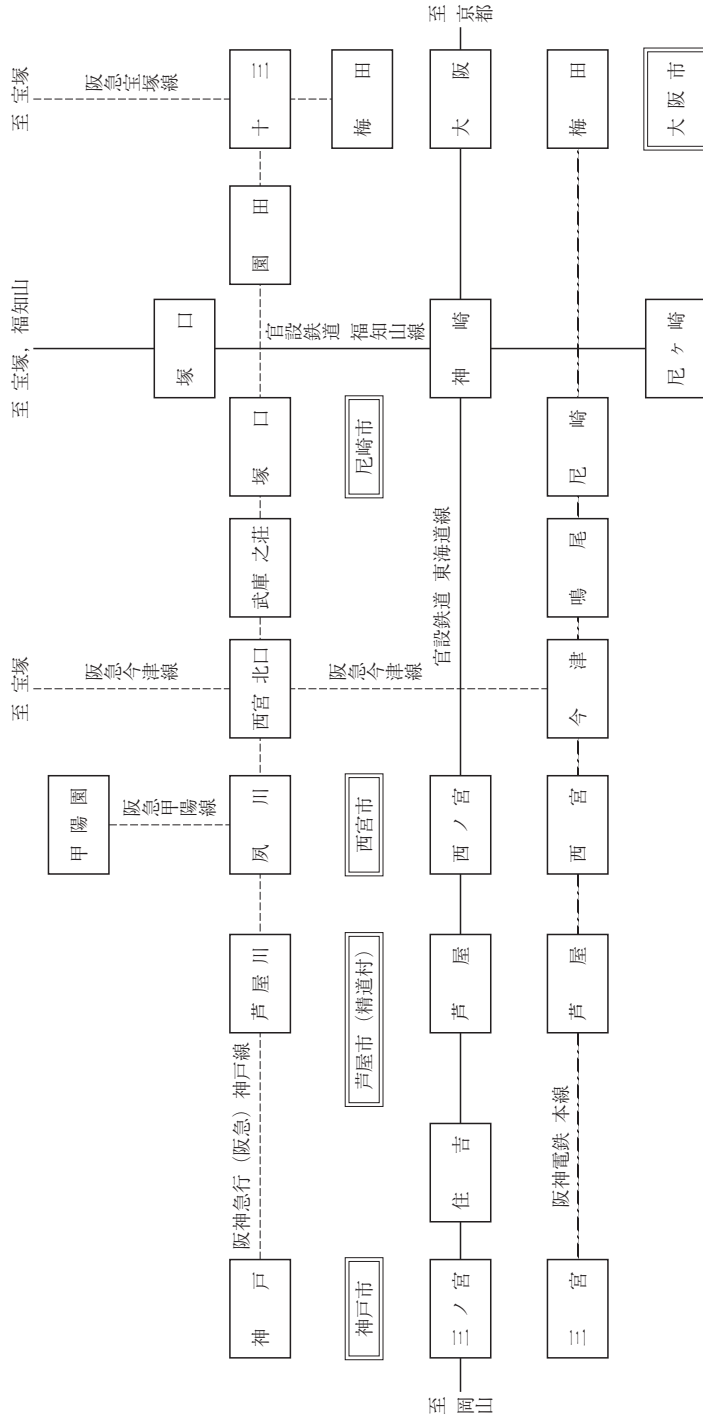 至 宝塚
至 宝塚，福知山
至 宝塚
甲陽園
阪急甲陽線
阪急今津線
塚口
阪急宝塚線
阪神急行（阪急）神戸線
神戸
芦屋川
夙川
西宮北口
武庫之荘
塚口
園田
十三
官設鉄道 福知山線
阪急今津線
梅田
神戸市
芦屋市（精道村）
西宮市
尼崎市
官設鉄道 東海道線
至 岡山
三ノ宮
住吉
芦屋
西ノ宮
神崎
大阪
至 京都
阪神電鉄 本線
三宮
芦屋
西宮
今津
鳴尾
尼崎
梅田
尼ヶ崎
大阪市